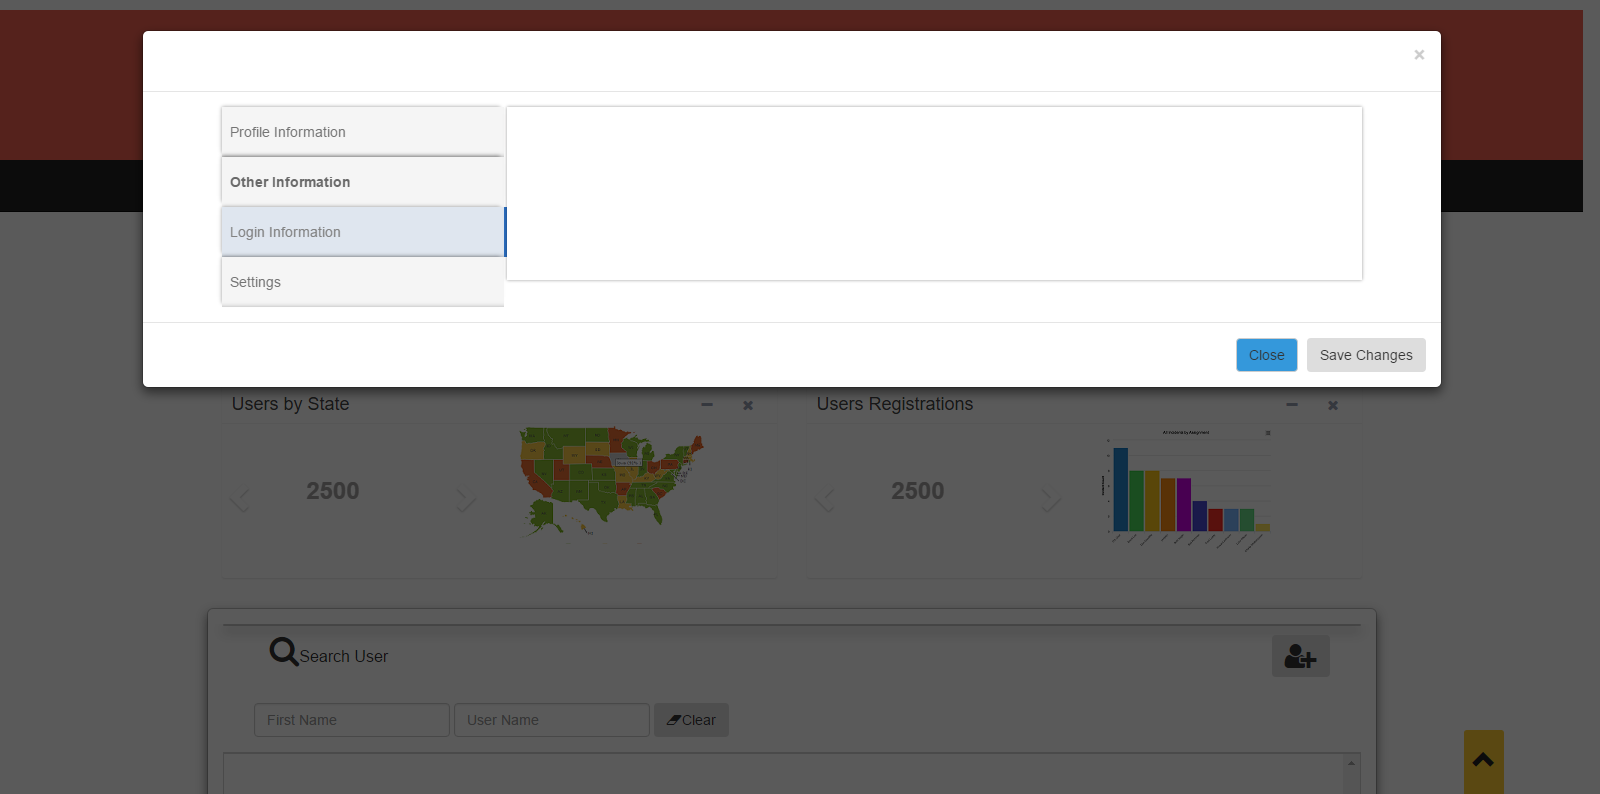 ×
Profile Information
Other Information
Login Information
Settings
Close
Save Changes
Users by State
Users Registrations
2500
2500
Search User
First Name
User Name
Clear